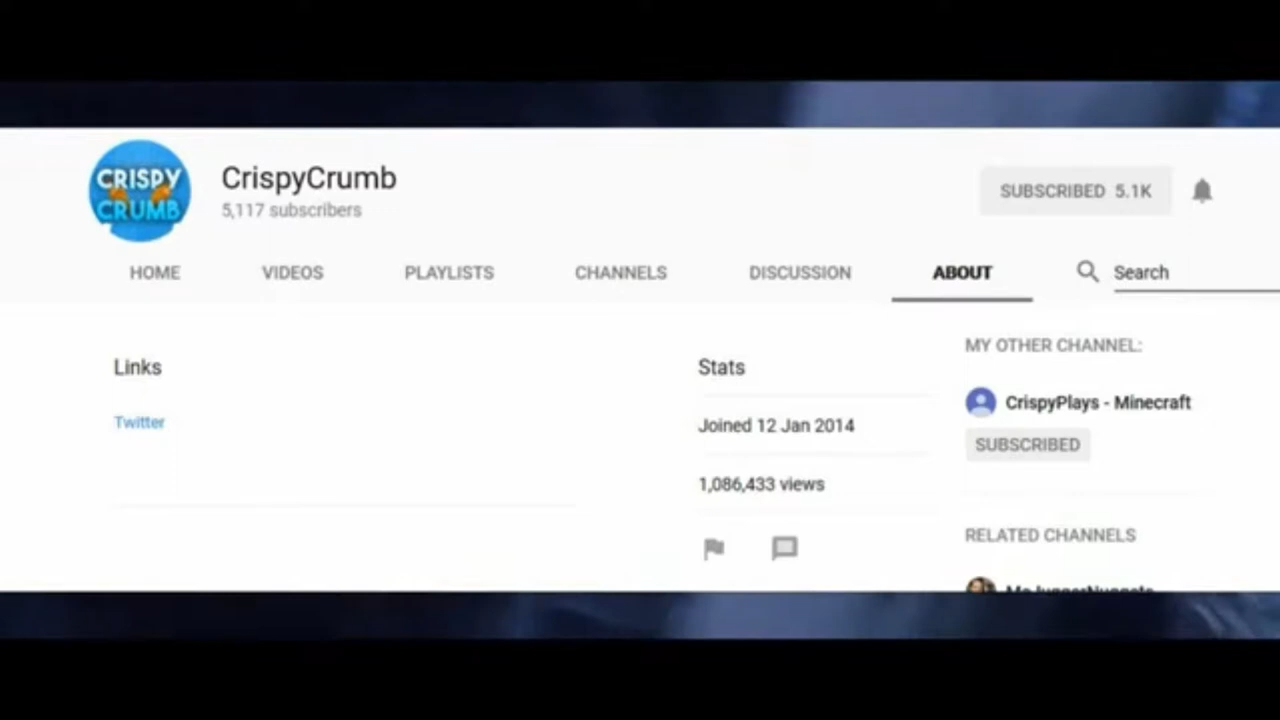 CRISPY
CRUMB
CrispyCrumb
5,117 subscribers
SUBSCRIBED 5.1K
HOME VIDEOS PLAYLISTS CHANNELS DISCUSSION ABOUT Search
Links
Twitter
Stats
Joined 12 Jan 2014
1,086,433 views
MY OTHER CHANNEL:
CrispyPlays - Minecraft
SUBSCRIBED
RELATED CHANNELS